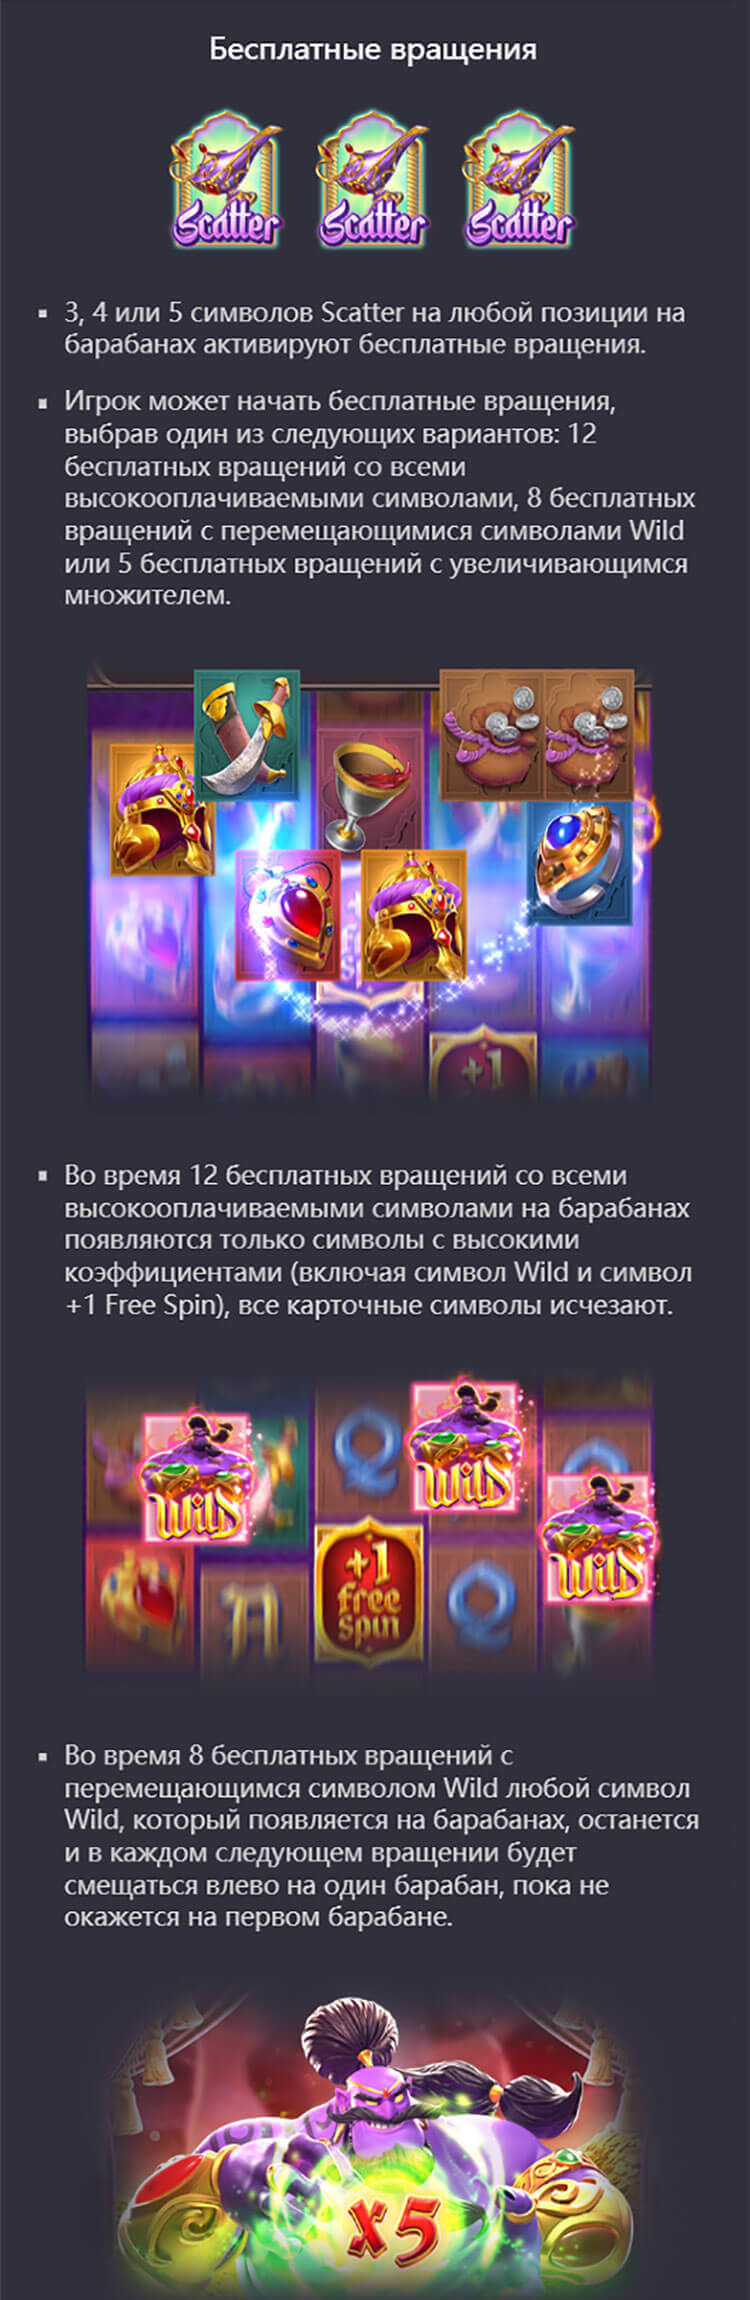 Бесплатные вращения
Scatter Scatter Scatter
▪ 3, 4 или 5 символов Scatter на любой позиции на
барабанах активируют бесплатные вращения.
▪ Игрок может начать бесплатные вращения,
выбрав один из следующих вариантов: 12
бесплатных вращений со всеми
высокооплачиваемыми символами, 8 бесплатных
вращений с перемещающимися символами Wild
или 5 бесплатных вращений с увеличивающимся
множителем.
+1
▪ Во время 12 бесплатных вращений со всеми
высокооплачиваемыми символами на барабанах
появляются только символы с высокими
коэффициентами (включая символ Wild и символ
+1 Free Spin), все карточные символы исчезают.
Q
Wild
Wild
Wild
+1
free
spin
A
Q
▪ Во время 8 бесплатных вращений с
перемещающимся символом Wild любой символ
Wild, который появляется на барабанах, останется
и в каждом следующем вращении будет
смещаться влево на один барабан, пока не
окажется на первом барабане.
x5